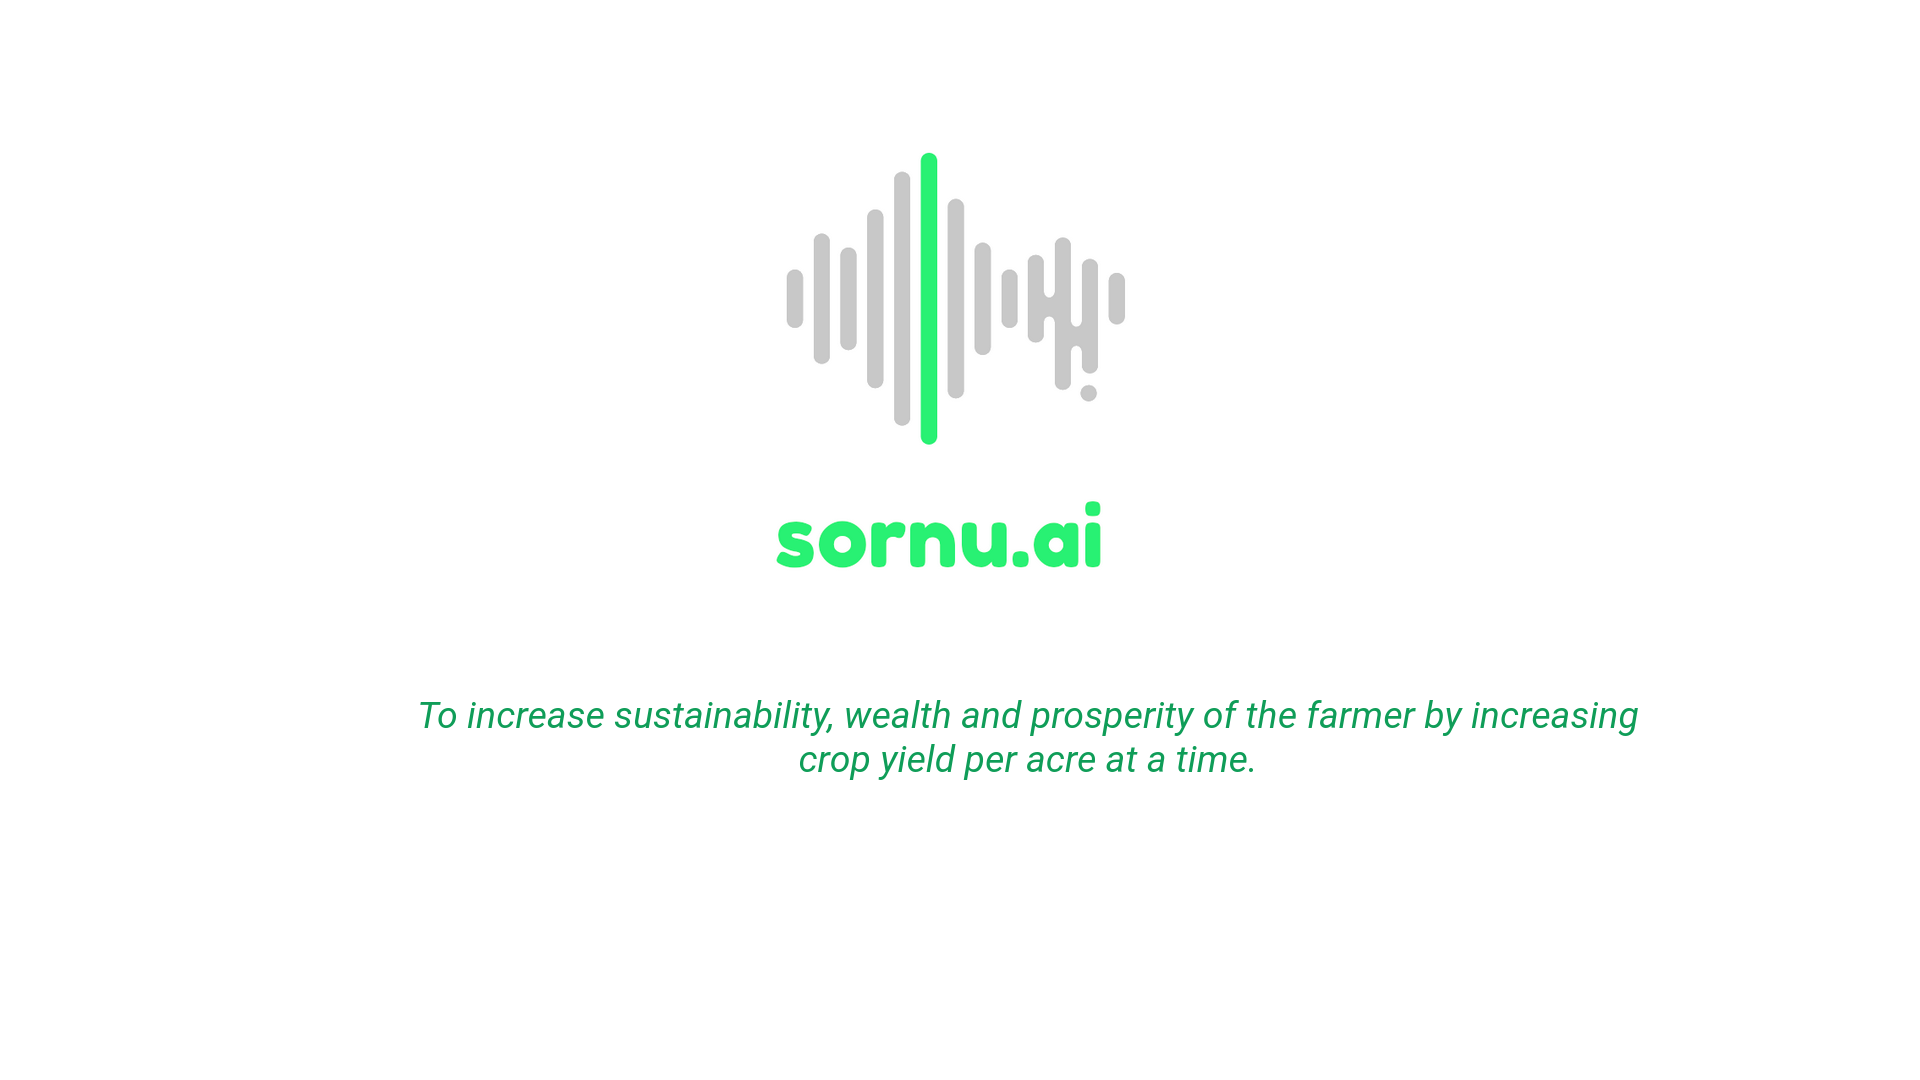 sornu.ai
To increase sustainability, wealth and prosperity of the farmer by increasing
crop yield per acre at a time.